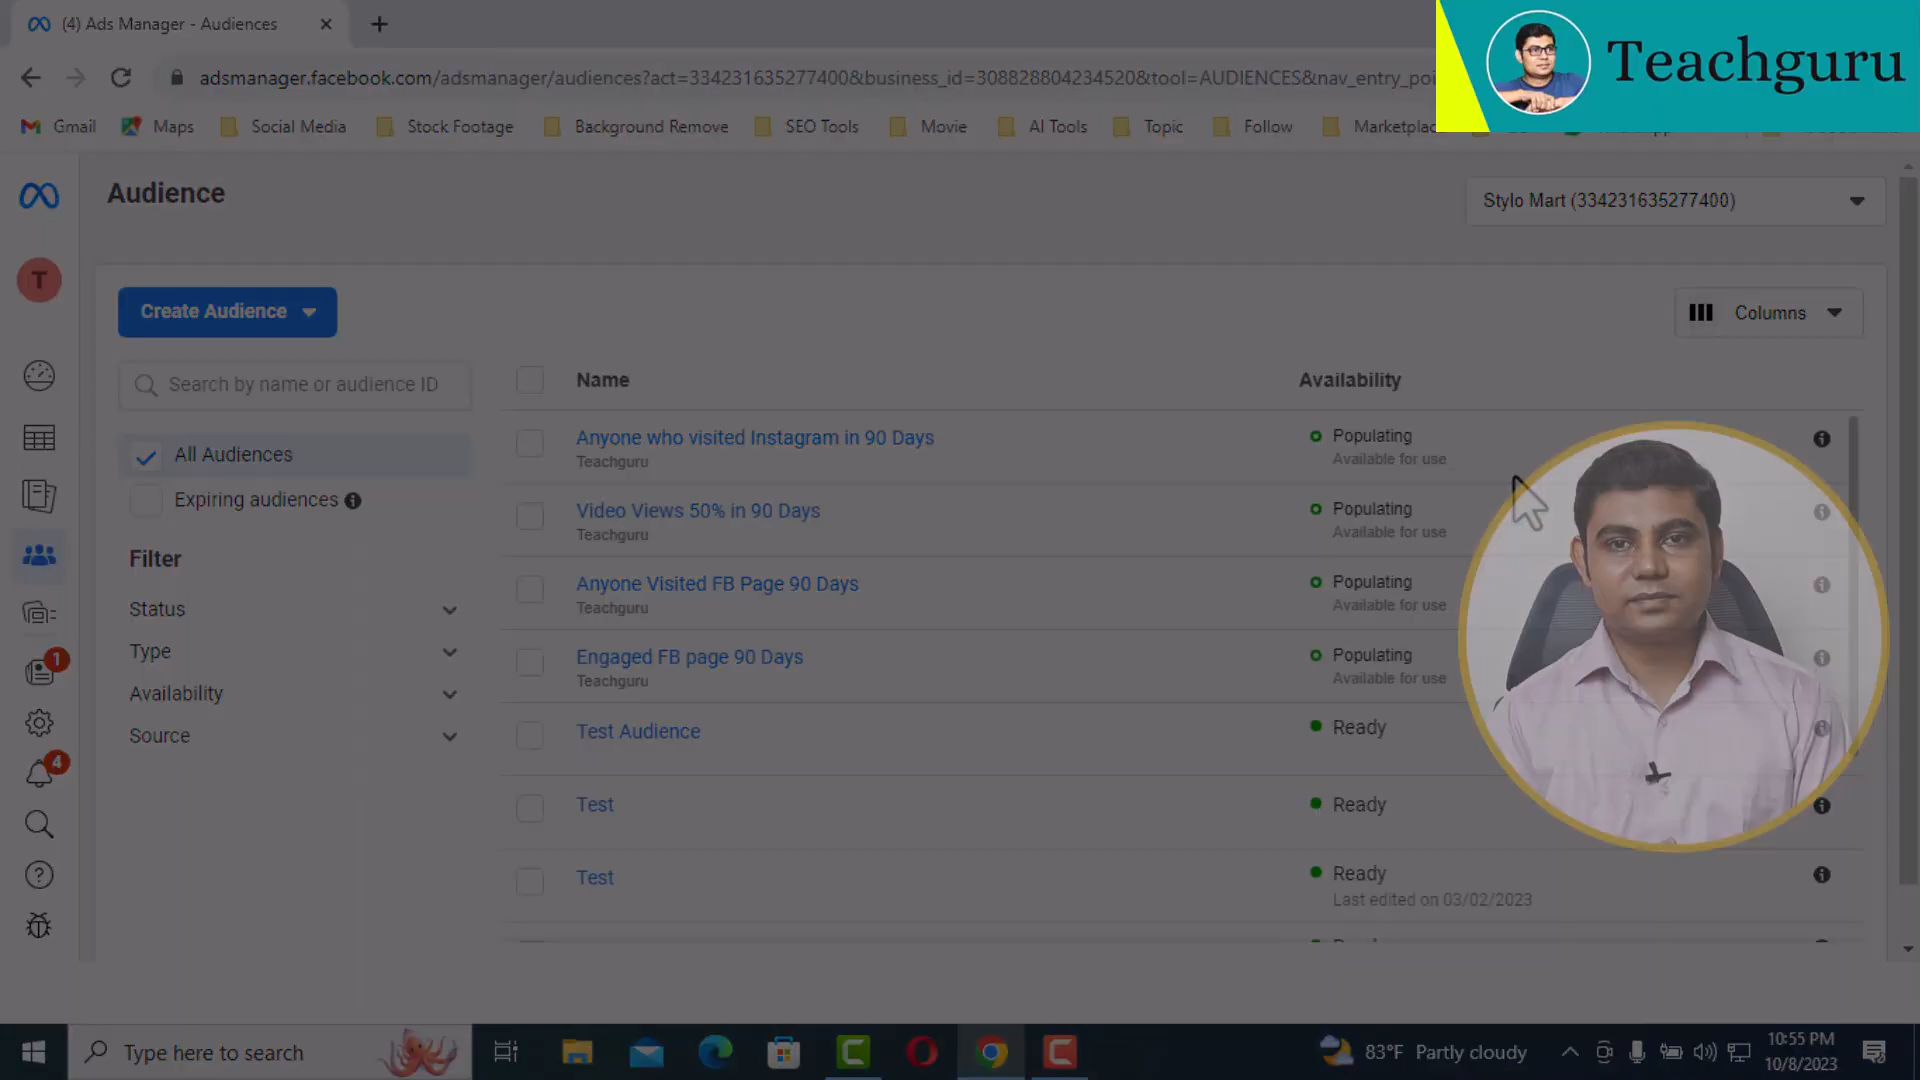 (4) Ads Manager - Audiences
Teachguru
adsmanager.facebook.com/adsmanager/audiences?act=334231635277400&business_id=308828804234520&tool=AUDIENCES&nav_entry_poi
Gmail Maps Social Media Stock Footage Background Remove SEO Tools Movie AI Tools Topic Follow Marketplac
Audience
Stylo Mart (334231635277400)
T
Create Audience
Columns
Search by name or audience ID
Name Availability
All Audiences
Expiring audiences
Filter
Status
Type
Availability
Source
Anyone who visited Instagram in 90 Days
Teachguru
Populating
Available for use
Video Views 50% in 90 Days
Teachguru
Populating
Available for use
Anyone Visited FB Page 90 Days
Teachguru
Populating
Available for use
Engaged FB page 90 Days
Teachguru
Populating
Available for use
Test Audience
Ready
Test
Ready
Test
Ready
Last edited on 03/02/2023
1
4
Type here to search
83°F Partly cloudy
10:55 PM
10/8/2023